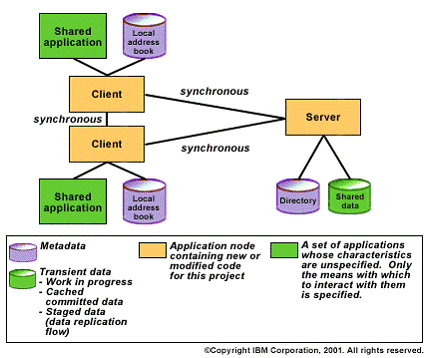 Shared
application
Local
address
book
Client
synchronous
synchronous
Server
Client
synchronous
Shared
application
Local
address
book
Directory
Shared
data
Metadata
Transient data
- Work in progress
- Cached
committed data
- Staged data
(data replication
flow)
Application node
containing new or
modified code
for this project
A set of applications
whose characteristics
are unspecified. Only
the means with which
to interact with them
is specified.
©Copyright IBM Corporation, 2001. All rights reserved.